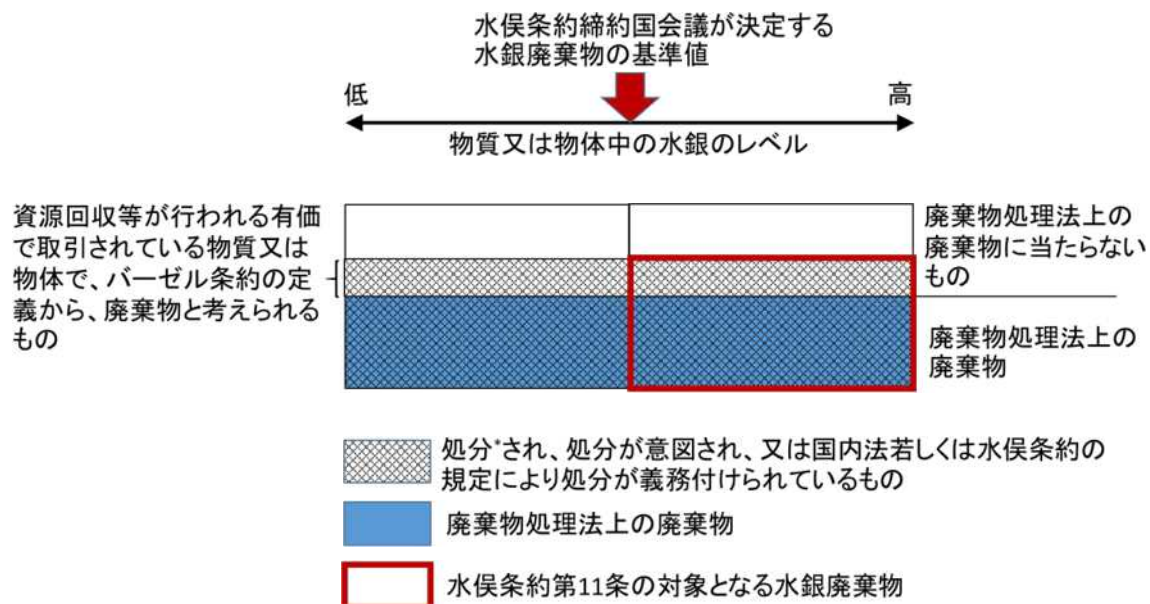 水俣条約締約国会議が決定する
水銀廃棄物の基準値
低
高
物質又は物体中の水銀のレベル
資源回収等が行われる有価
で取引されている物質又は
物体で、バーゼル条約の定
義から、廃棄物と考えられる
もの
廃棄物処理法上の
廃棄物に当たらない
もの
廃棄物処理法上の
廃棄物
処分*され、処分が意図され、又は国内法若しくは水俣条約の
規定により処分が義務付けられているもの
廃棄物処理法上の廃棄物
水俣条約第11条の対象となる水銀廃棄物